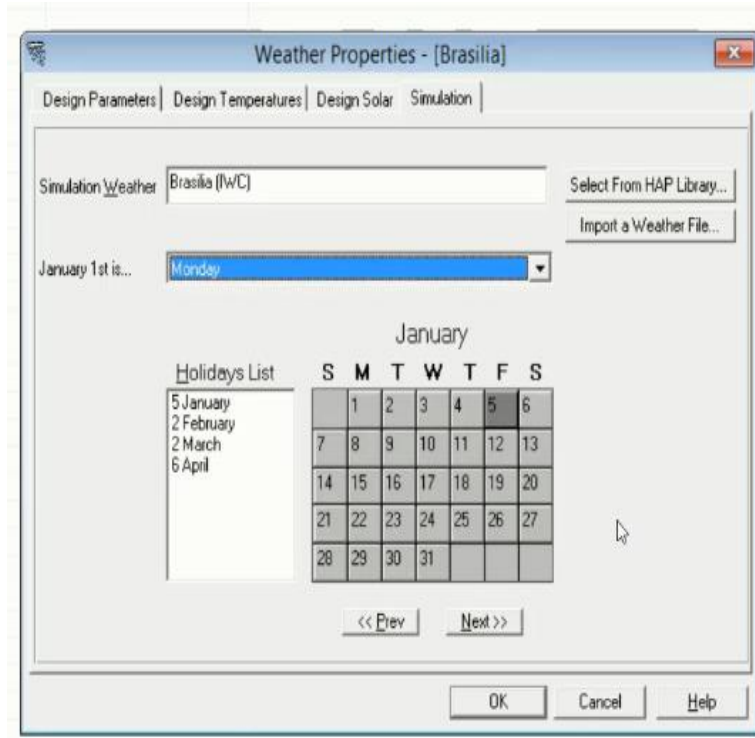 Weather Properties - [Brasilia]
Design Parameters Design Temperatures Design Solar Simulation
Simulation Weather Brasilia (IWC) Select From HAP Library...
Import a Weather File...
January 1st is... Monday
January
Holidays List S M T W T F S
5 January 1 2 3 4 5 6
2 February
2 March 7 8 9 10 11 12 13
6 April
14 15 16 17 18 19 20
21 22 23 24 25 26 27
28 29 30 31
<< Prev Next >>
OK Cancel Help